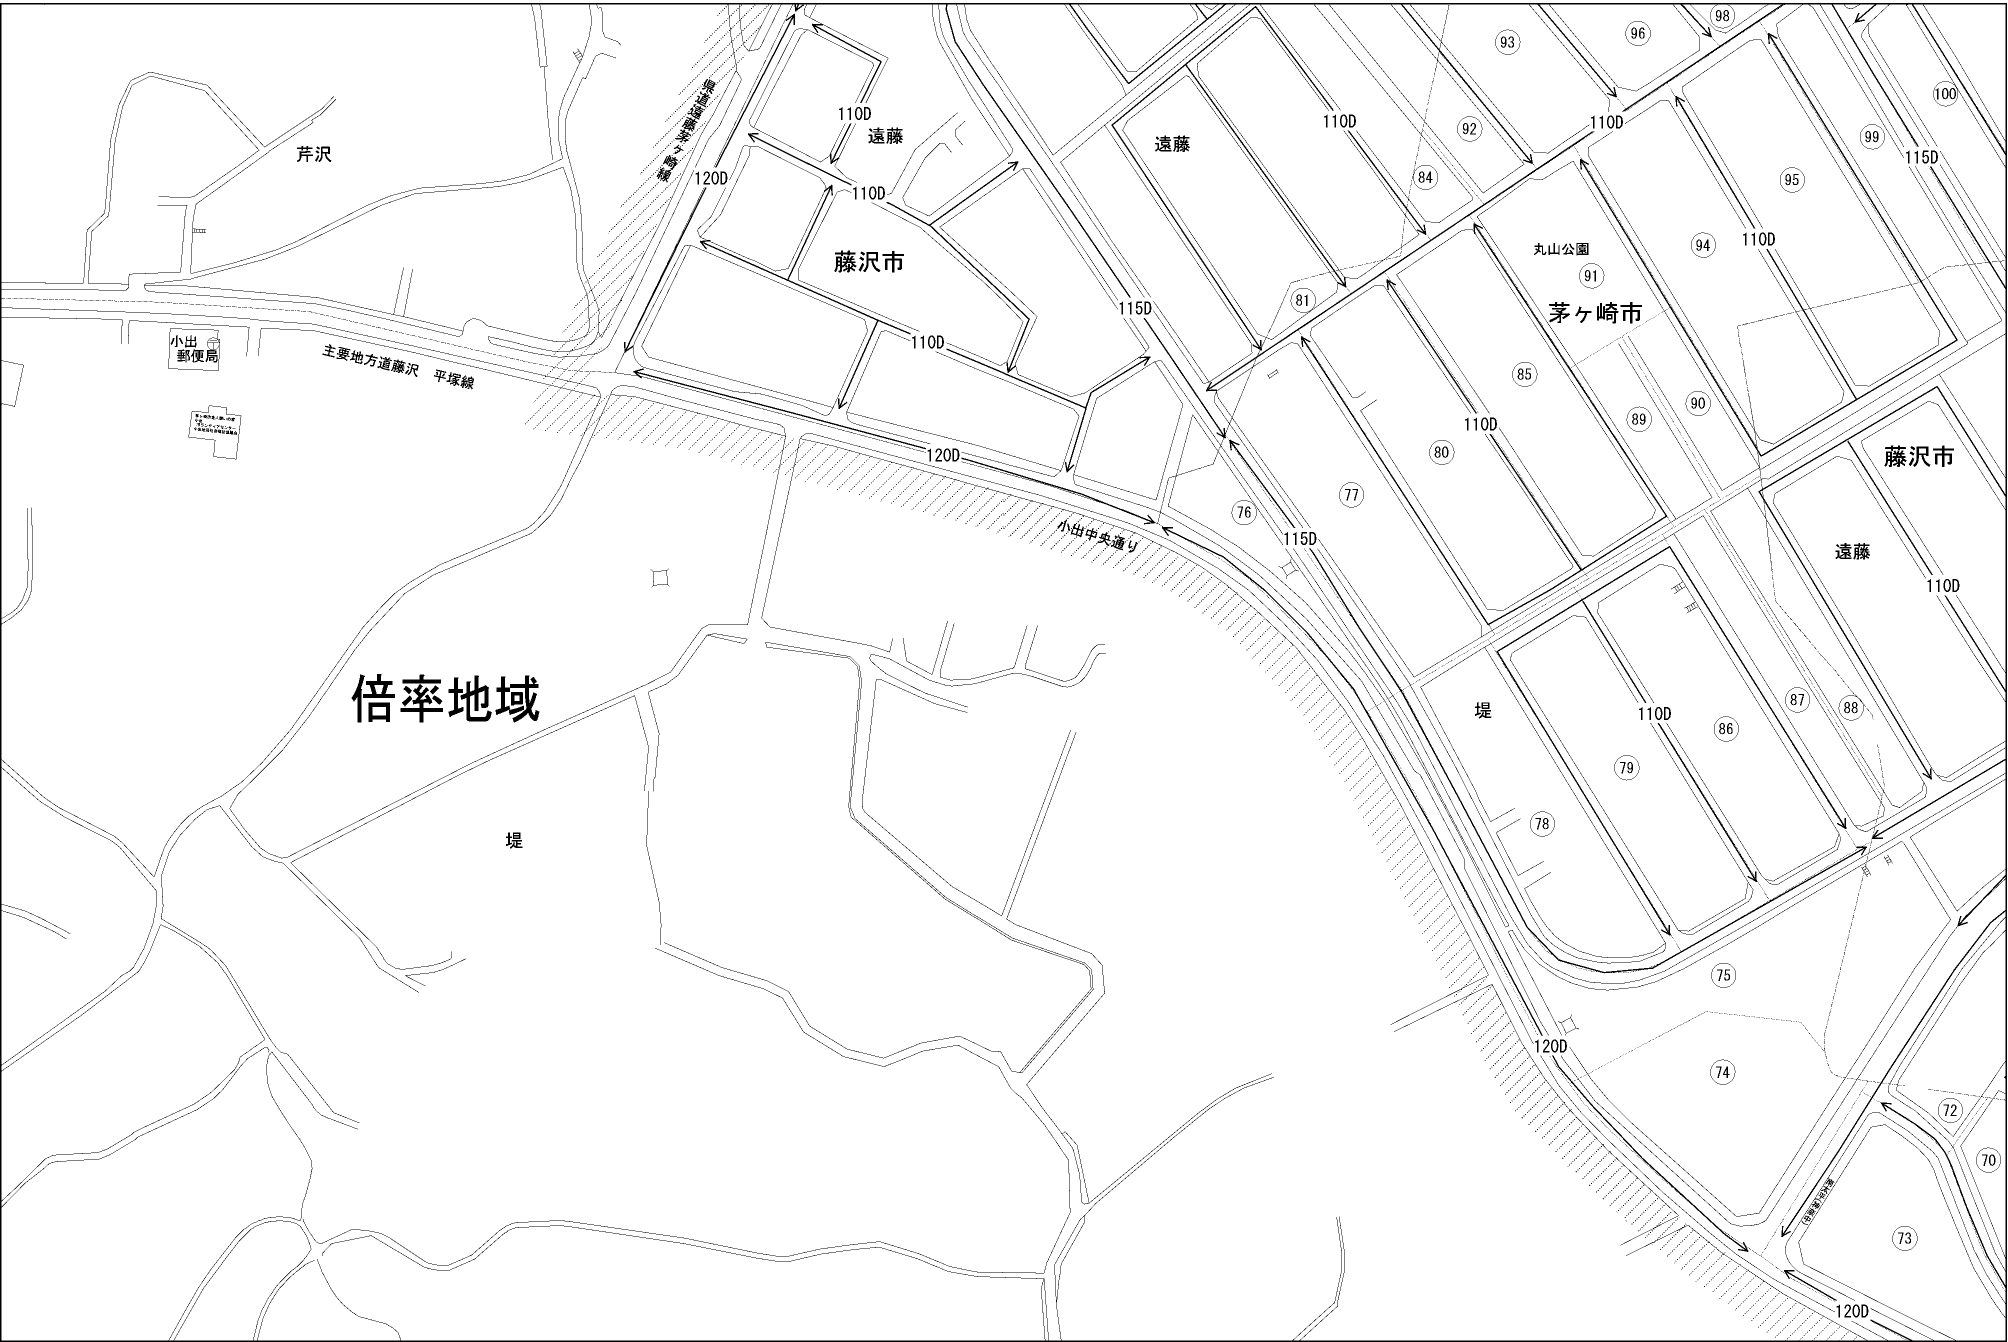 98
96
93
100
県道遠藤茅ヶ崎線
110D
遠藤
110D
110D
92
99
遠藤
芹沢
115D
120D
84
95
110D
110D
94
丸山公園
藤沢市
91
81
115D
茅ヶ崎市
小出
郵便局
110D
主要地方道藤沢 平塚線
85
90
89
110D
80
120D
藤沢市
77
76
小出中央通り
115D
遠藤
110D
倍率地域
87
88
堤
110D
86
79
78
堤
75
120D
74
72
70
73
120D